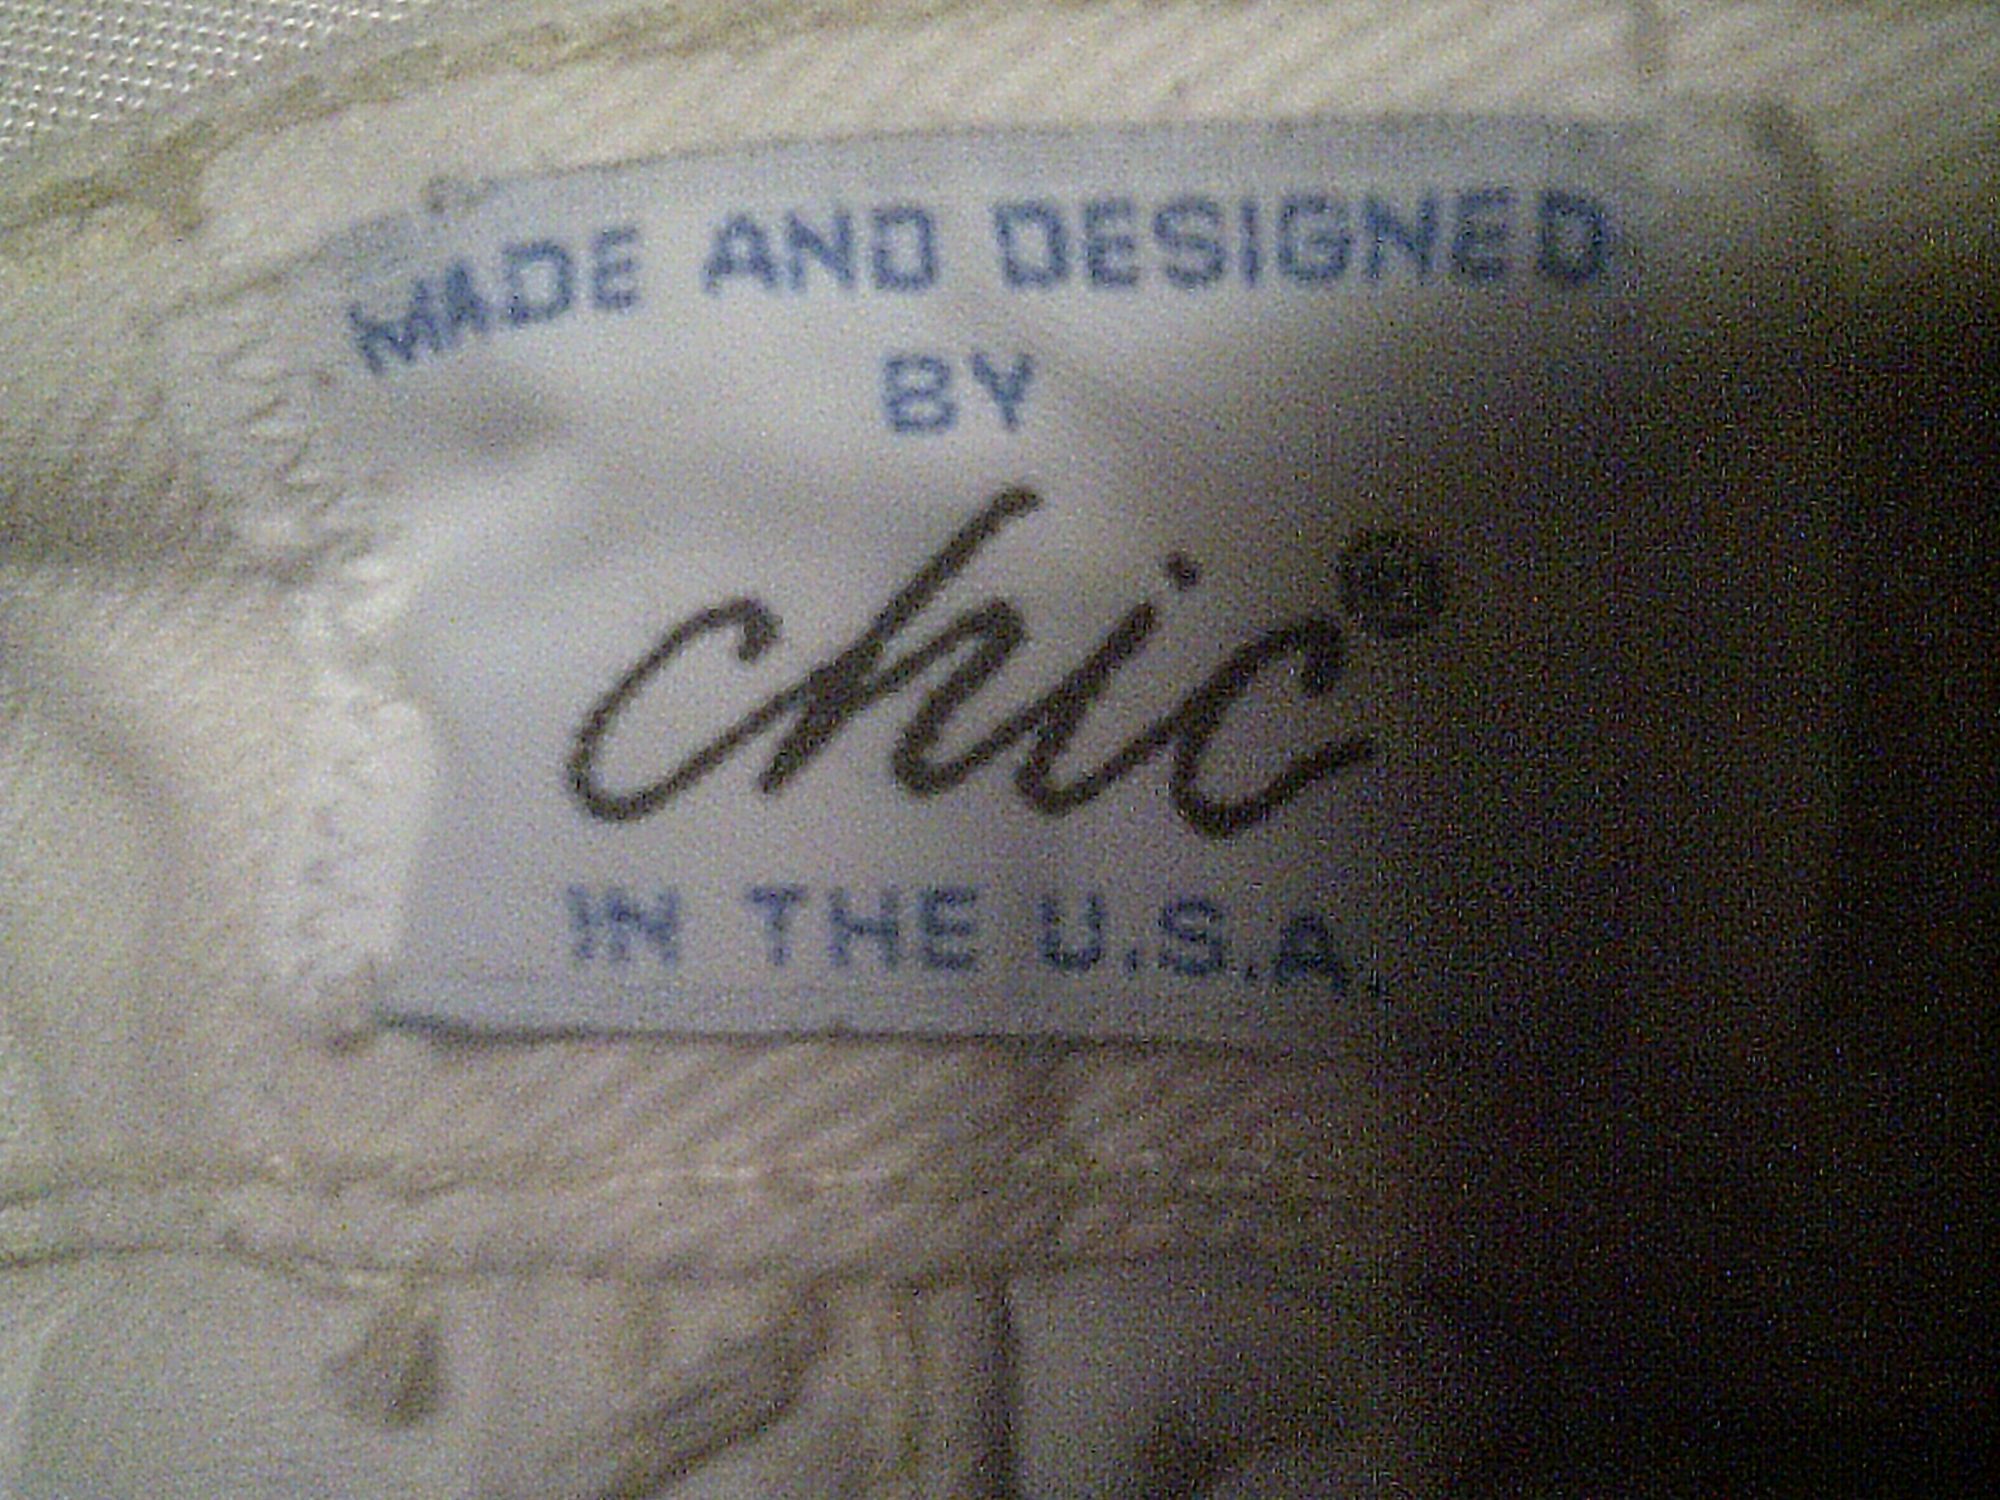 MADE AND DESIGNED
BY
chic®
IN THE U.S.A.